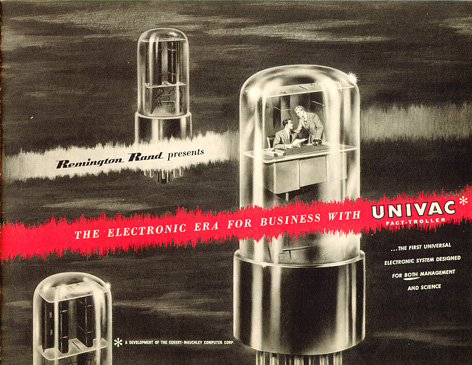 Remington Rand presents
THE ELECTRONIC ERA FOR BUSINESS WITH UNIVAC*
FACT-TRONIC
...THE FIRST UNIVERSAL
ELECTRONIC SYSTEM DESIGNED
FOR BOTH MANAGEMENT
AND SCIENCE
* A DEVELOPMENT OF THE ECKERT-MAUCHLY COMPUTER CORP.